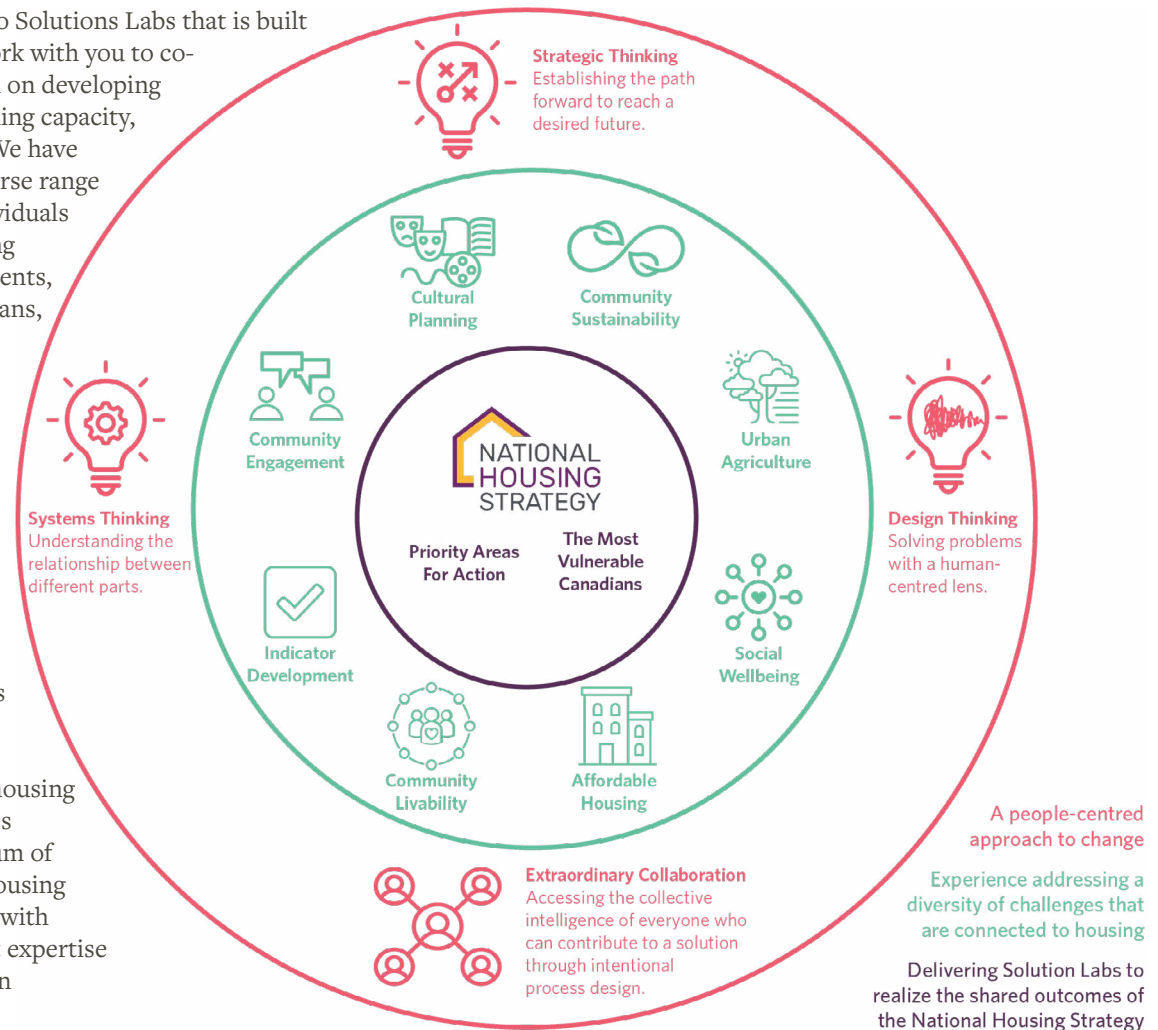 o Solutions Labs that is built
rk with you to co-
on developing
ing capacity,
We have
erse range
viduals
ng
ents,
ans,
s
housing
s
um of
ousing
with
t expertise
n
Strategic Thinking
Establishing the path
forward to reach a
desired future.
Cultural
Planning
Community
Sustainability
Community
Engagement
Urban
Agriculture
NATIONAL
HOUSING
STRATEGY
Priority Areas
For Action
The Most
Vulnerable
Canadians
Systems Thinking
Understanding the
relationship between
different parts.
Design Thinking
Solving problems
with a human-
centred lens.
Indicator
Development
Social
Wellbeing
Community
Livability
Affordable
Housing
Extraordinary Collaboration
Accessing the collective
intelligence of everyone who
can contribute to a solution
through intentional
process design.
A people-centred
approach to change
Experience addressing a
diversity of challenges that
are connected to housing
Delivering Solution Labs to
realize the shared outcomes of
the National Housing Strategy